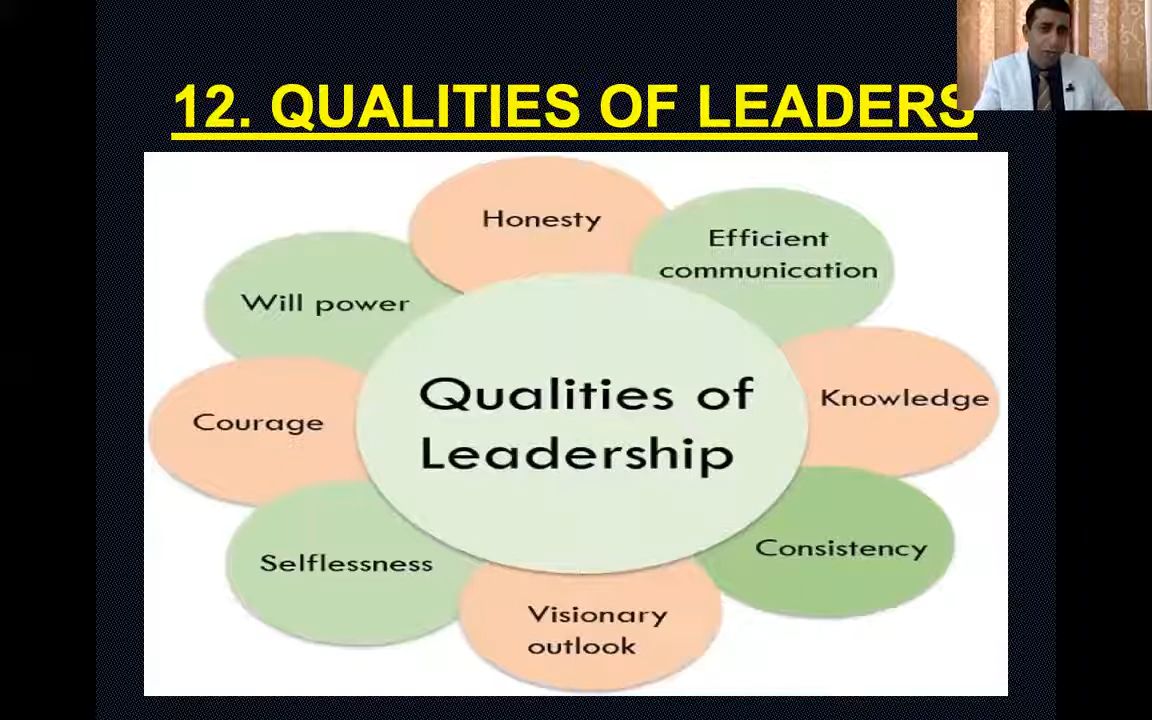 12. QUALITIES OF LEADERS
Honesty
Efficient
communication
Will power
Knowledge
Courage
Qualities of
Leadership
Consistency
Selflessness
Visionary
outlook